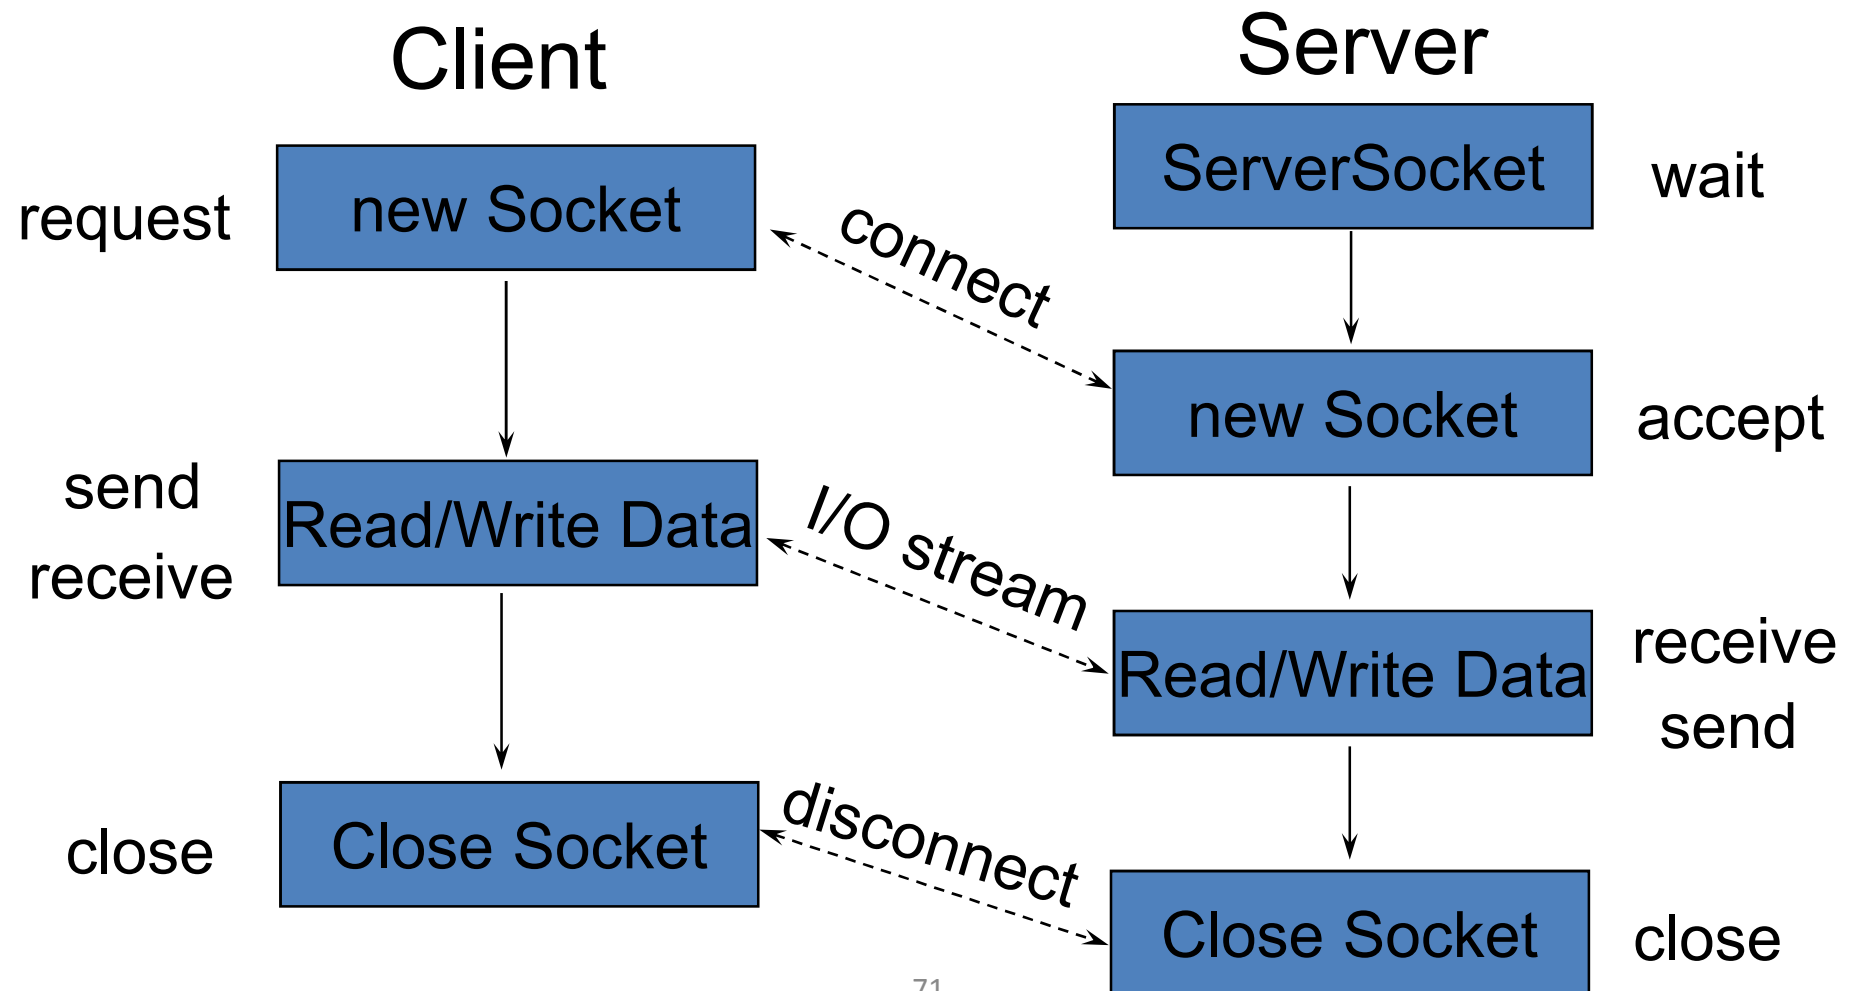 Client
Server
request
new Socket
ServerSocket
wait
connect
new Socket
accept
send
receive
Read/Write Data
I/O stream
Read/Write Data
receive
send
close
Close Socket
disconnect
Close Socket
close
71